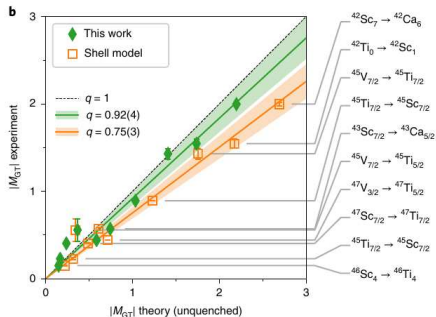 b
This work
Shell model
q = 1
q = 0.92(4)
q = 0.75(3)
|M_GT| experiment
3
2
1
0
0
1
2
3
|M_GT| theory (unquenched)
⁴²Sc₇ → ⁴²Ca₆
⁴²Ti₀ → ⁴²Sc₁
⁴⁵V₇/₂ → ⁴⁵Ti₇/₂
⁴⁵Ti₇/₂ → ⁴⁵Sc₇/₂
⁴³Sc₇/₂ → ⁴³Ca₅/₂
⁴⁵V₇/₂ → ⁴⁵Ti₅/₂
⁴⁷V₃/₂ → ⁴⁷Ti₅/₂
⁴⁷Sc₇/₂ → ⁴⁷Ti₇/₂
⁴⁵Ti₇/₂ → ⁴⁵Sc₇/₂
⁴⁶Sc₄ → ⁴⁶Ti₄